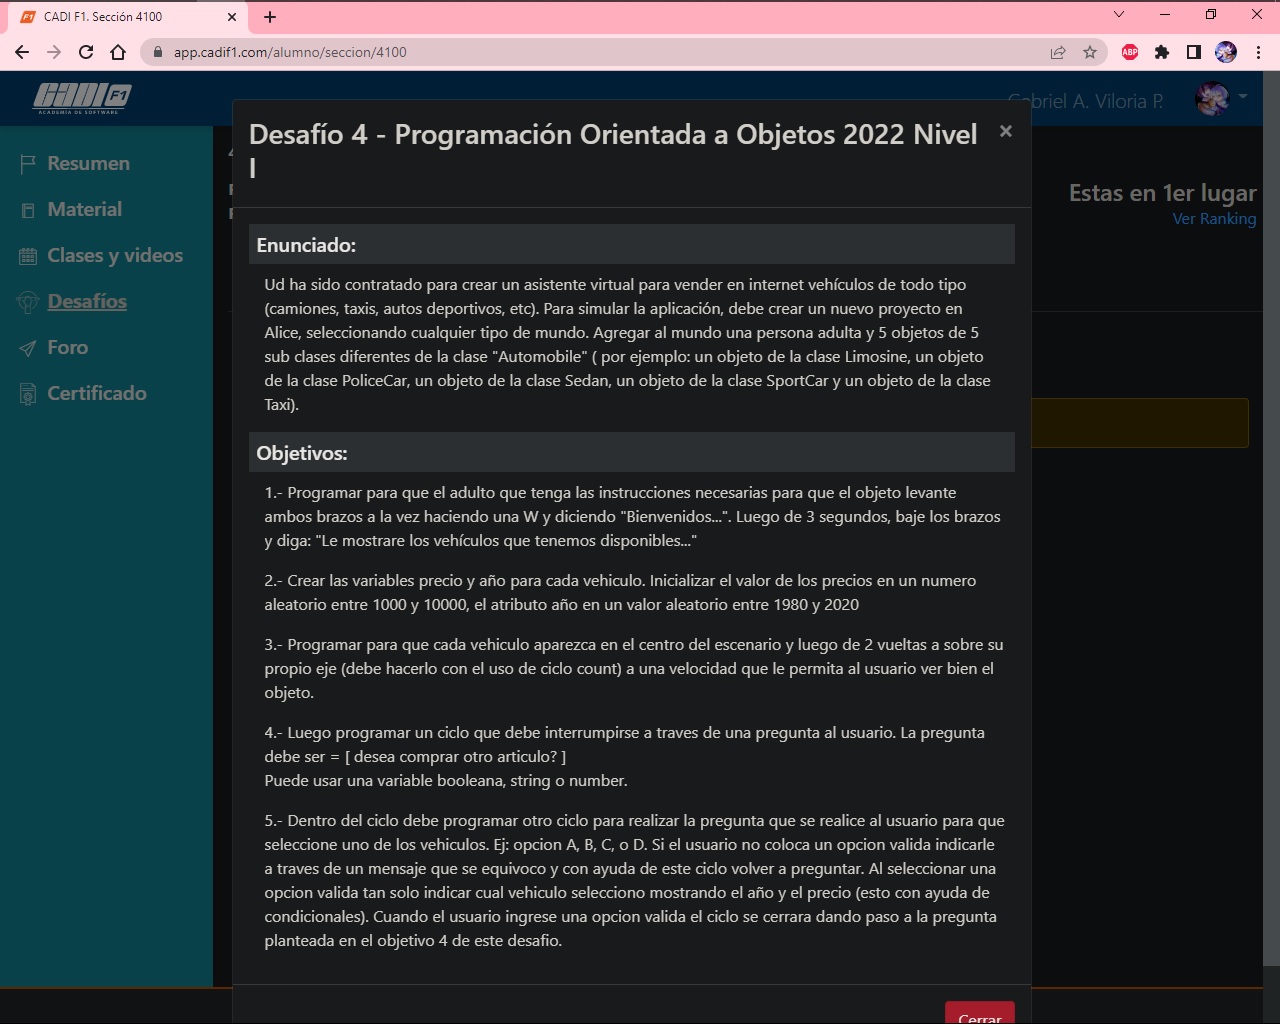 CADI F1. Sección 4100
app.cadif1.com/alumno/seccion/4100
ABP
CADI F1
ACADEMIA DE SOFTWARE
Gabriel A. Viloria P.
Resumen
Material
Clases y videos
Desafíos
Foro
Certificado
Estas en 1er lugar
Ver Ranking
Desafío 4 - Programación Orientada a Objetos 2022 Nivel
I
×
Enunciado:
Ud ha sido contratado para crear un asistente virtual para vender en internet vehículos de todo tipo
(camiones, taxis, autos deportivos, etc). Para simular la aplicación, debe crear un nuevo proyecto en
Alice, seleccionando cualquier tipo de mundo. Agregar al mundo una persona adulta y 5 objetos de 5
sub clases diferentes de la clase "Automobile" ( por ejemplo: un objeto de la clase Limosine, un objeto
de la clase PoliceCar, un objeto de la clase Sedan, un objeto de la clase SportCar y un objeto de la clase
Taxi).
Objetivos:
1.- Programar para que el adulto que tenga las instrucciones necesarias para que el objeto levante
ambos brazos a la vez haciendo una W y diciendo "Bienvenidos...". Luego de 3 segundos, baje los brazos
y diga: "Le mostrare los vehículos que tenemos disponibles..."
2.- Crear las variables precio y año para cada vehiculo. Inicializar el valor de los precios en un numero
aleatorio entre 1000 y 10000, el atributo año en un valor aleatorio entre 1980 y 2020
3.- Programar para que cada vehiculo aparezca en el centro del escenario y luego de 2 vueltas a sobre su
propio eje (debe hacerlo con el uso de ciclo count) a una velocidad que le permita al usuario ver bien el
objeto.
4.- Luego programar un ciclo que debe interrumpirse a traves de una pregunta al usuario. La pregunta
debe ser = [ desea comprar otro articulo? ]
Puede usar una variable booleana, string o number.
5.- Dentro del ciclo debe programar otro ciclo para realizar la pregunta que se realice al usuario para que
seleccione uno de los vehiculos. Ej: opcion A, B, C, o D. Si el usuario no coloca un opcion valida indicarle
a traves de un mensaje que se equivoco y con ayuda de este ciclo volver a preguntar. Al seleccionar una
opcion valida tan solo indicar cual vehiculo selecciono mostrando el año y el precio (esto con ayuda de
condicionales). Cuando el usuario ingrese una opcion valida el ciclo se cerrara dando paso a la pregunta
planteada en el objetivo 4 de este desafio.
Cerrar